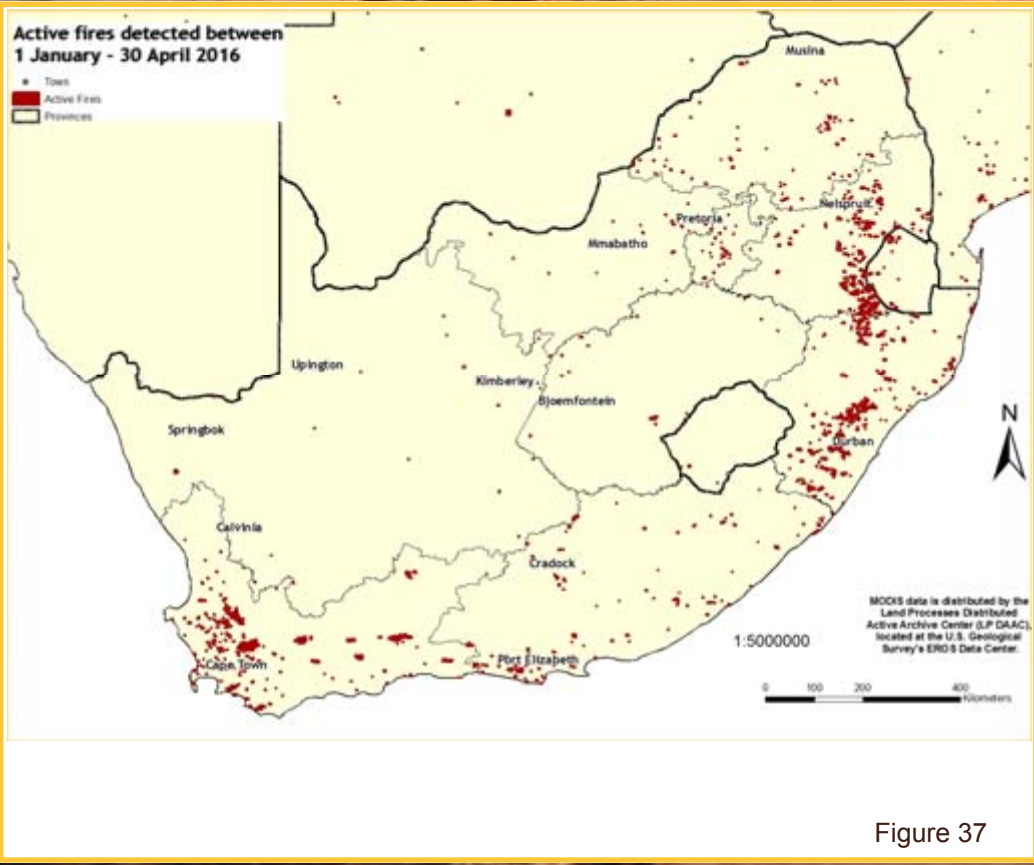 Active fires detected between
1 January - 30 April 2016
Town
Active Fires
Provinces
Musina
Nelspruit
Pretoria
Mmabatho
Upington
Kimberley
Bloemfontein
Springbok
Durban
N
Calvinia
Cradock
MODIS data is distributed by the
Land Processes Distributed
Active Archive Center (LP DAAC),
located at the U.S. Geological
Survey's EROS Data Center.
1:5000000
Cape Town
Port Elizabeth
0 100 200 400
Kilometers
Figure 37